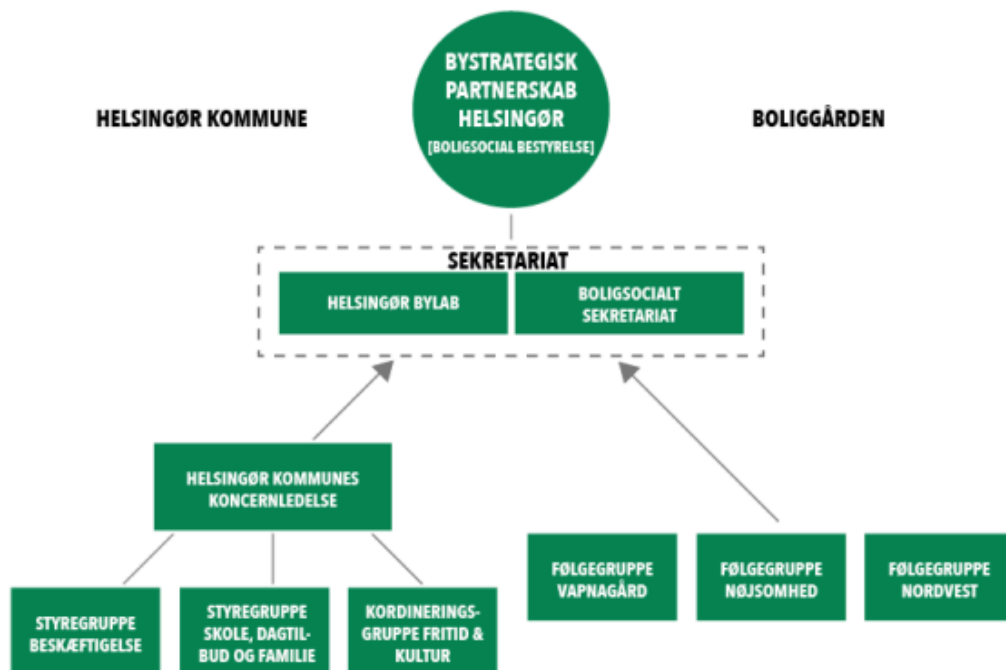 BYSTRATEGISK
PARTNERSKAB
HELSINGØR
[BOLIGSOCIAL BESTYRELSE]
HELSINGØR KOMMUNE
BOLIGGÅRDEN
SEKRETARIAT
HELSINGØR BYLAB
BOLIGSOCIALT
SEKRETARIAT
HELSINGØR KOMMUNES
KONCERNLEDELSE
STYREGRUPPE
BESKÆFTIGELSE
STYREGRUPPE
SKOLE, DAGTIL-
BUD OG FAMILIE
KORDINERINGS-
GRUPPE FRITID &
KULTUR
FØLGEGRUPPE
VAPNAGÅRD
FØLGEGRUPPE
NØJSOMHED
FØLGEGRUPPE
NORDVEST